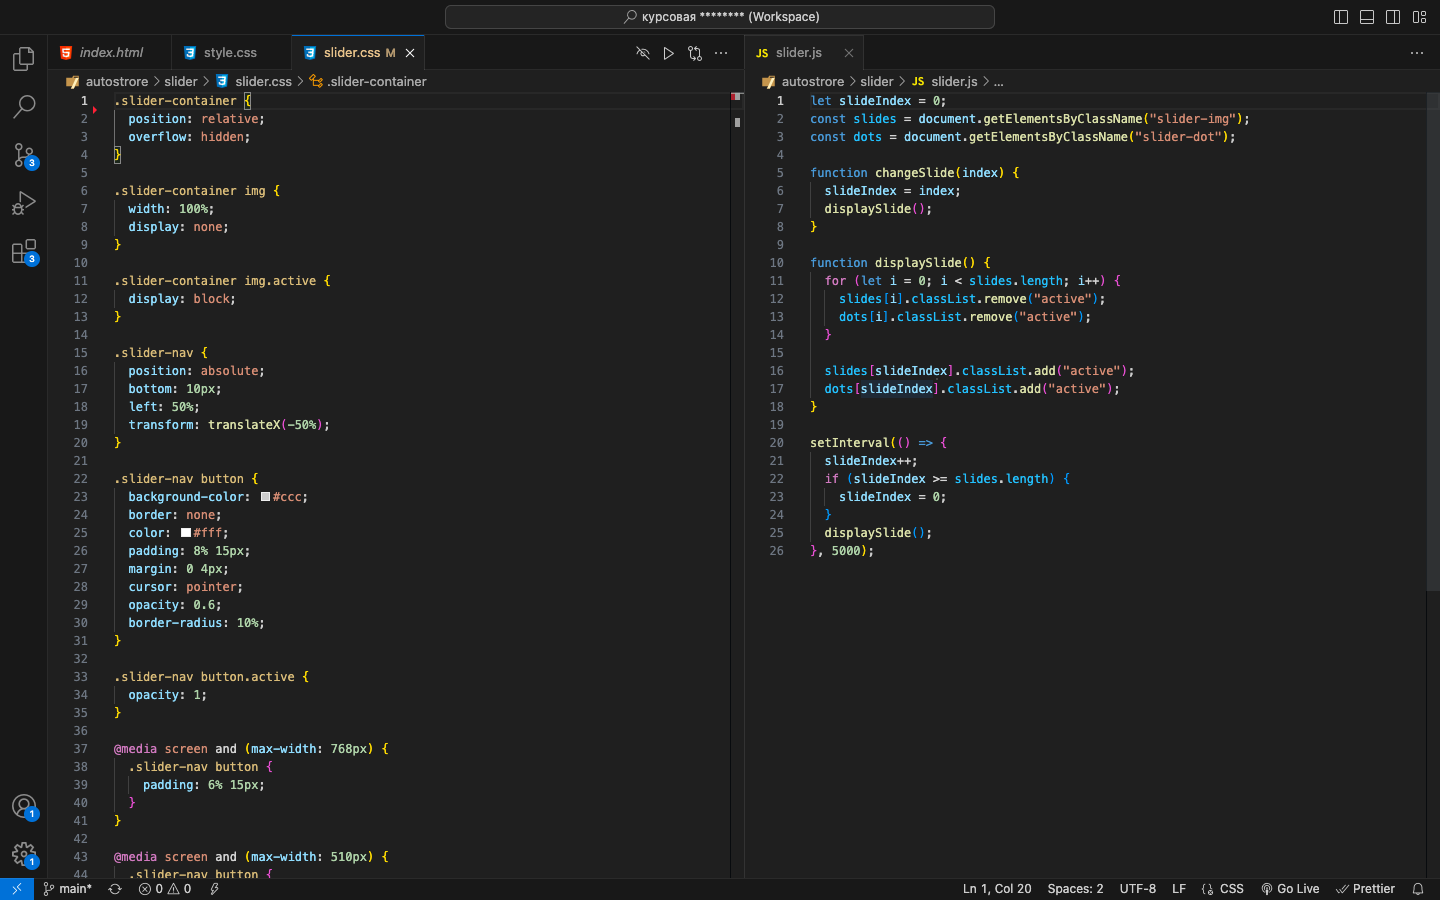 курсовая ******** (Workspace)
index.html
style.css
slider.css M
autostrore > slider > slider.css > .slider-container
1 .slider-container {
2 position: relative;
3 overflow: hidden;
4 }
5
6 .slider-container img {
7 width: 100%;
8 display: none;
9 }
10
11 .slider-container img.active {
12 display: block;
13 }
14
15 .slider-nav {
16 position: absolute;
17 bottom: 10px;
18 left: 50%;
19 transform: translateX(-50%);
20 }
21
22 .slider-nav button {
23 background-color: #ccc;
24 border: none;
25 color: #fff;
26 padding: 8% 15px;
27 margin: 0 4px;
28 cursor: pointer;
29 opacity: 0.6;
30 border-radius: 10%;
31 }
32
33 .slider-nav button.active {
34 opacity: 1;
35 }
36
37 @media screen and (max-width: 768px) {
38 .slider-nav button {
39 padding: 6% 15px;
40 }
41 }
42
43 @media screen and (max-width: 510px) {
44 .slider-nav button {
JS slider.js
autostrore > slider > JS slider.js > ...
1 let slideIndex = 0;
2 const slides = document.getElementsByClassName("slider-img");
3 const dots = document.getElementsByClassName("slider-dot");
4
5 function changeSlide(index) {
6 slideIndex = index;
7 displaySlide();
8 }
9
10 function displaySlide() {
11 for (let i = 0; i < slides.length; i++) {
12 slides[i].classList.remove("active");
13 dots[i].classList.remove("active");
14 }
15
16 slides[slideIndex].classList.add("active");
17 dots[slideIndex].classList.add("active");
18 }
19
20 setInterval(() => {
21 slideIndex++;
22 if (slideIndex >= slides.length) {
23 slideIndex = 0;
24 }
25 displaySlide();
26 }, 5000);
3
3
1
1
main* 0 0 Ln 1, Col 20 Spaces: 2 UTF-8 LF CSS Go Live Prettier